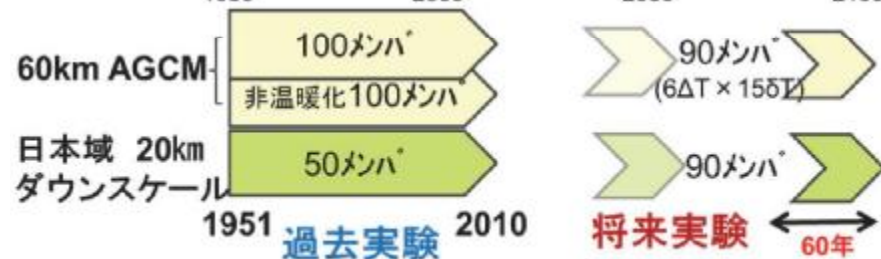 60km AGCM
100メンバ
非温暖化100メンバ
90メンバ
(6ΔT × 15δT)
日本域 20km
ダウンスケール
50メンバ
90メンバ
1951
2010
過去実験
将来実験
60年